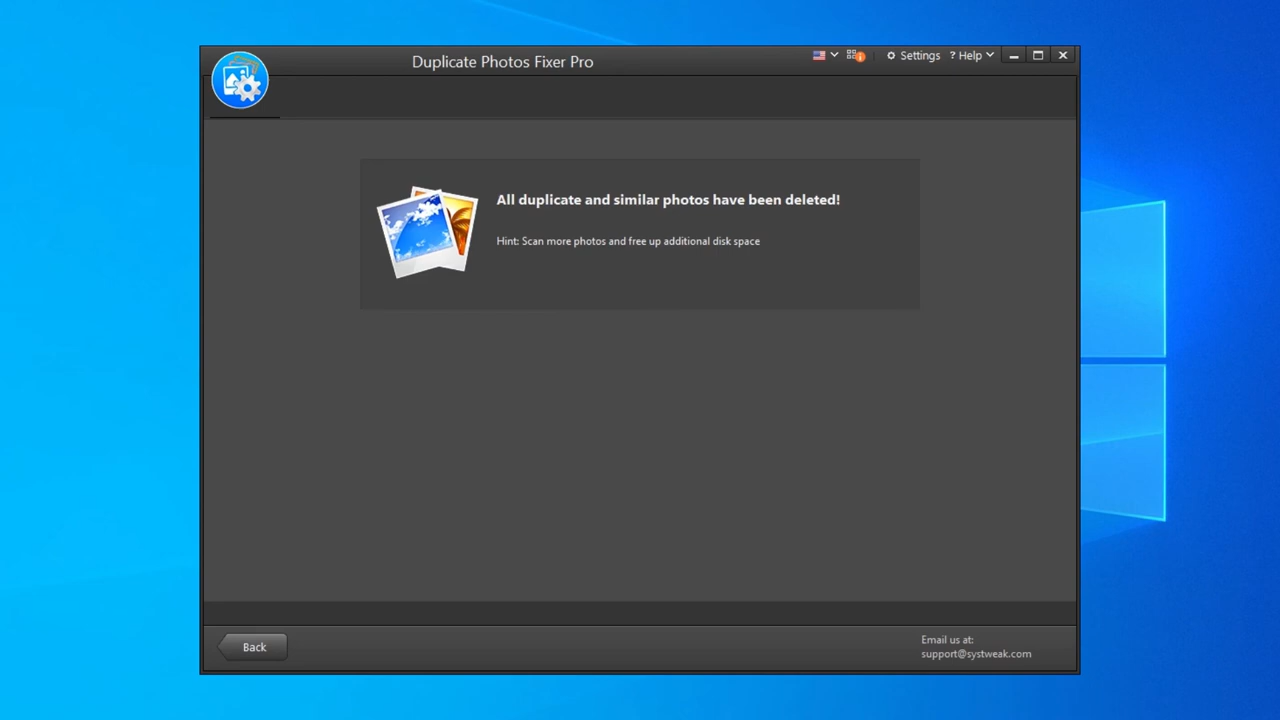 Duplicate Photos Fixer Pro
Settings
? Help
All duplicate and similar photos have been deleted!
Hint: Scan more photos and free up additional disk space
Back
Email us at:
support@systweak.com